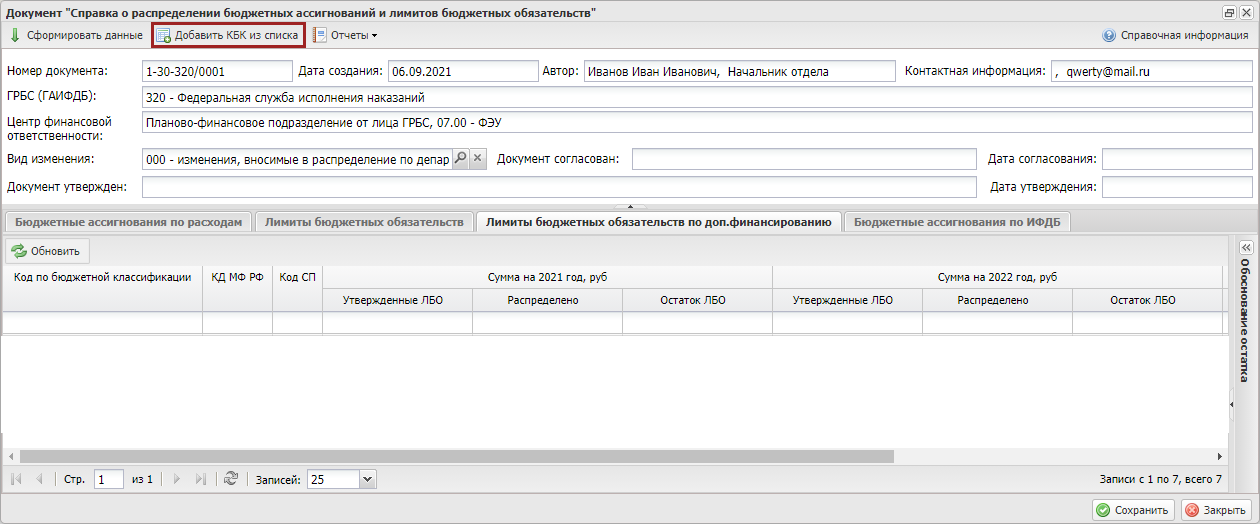 Документ "Справка о распределении бюджетных ассигнований и лимитов бюджетных обязательств"
Сформировать данные Добавить КБК из списка Отчеты Справочная информация
Номер документа: 1-30-320/0001 Дата создания: 06.09.2021 Автор: Иванов Иван Иванович, Начальник отдела Контактная информация: , qwerty@mail.ru
ГРБС (ГАИФДБ): 320 - Федеральная служба исполнения наказаний
Центр финансовой ответственности: Планово-финансовое подразделение от лица ГРБС, 07.00 - ФЭУ
Вид изменения: 000 - изменения, вносимые в распределение по депар Документ согласован: Дата согласования:
Документ утвержден: Дата утверждения:
Бюджетные ассигнования по расходам Лимиты бюджетных обязательств Лимиты бюджетных обязательств по доп.финансированию Бюджетные ассигнования по ИФДБ
Обновить
Код по бюджетной классификации КД МФ РФ Код СП Сумма на 2021 год, руб Сумма на 2022 год, руб
Утвержденные ЛБО Распределено Остаток ЛБО Утвержденные ЛБО Распределено Остаток ЛБО
Обоснование остатка
Стр. 1 из 1 Записей: 25 Записи с 1 по 7, всего 7
Сохранить Закрыть